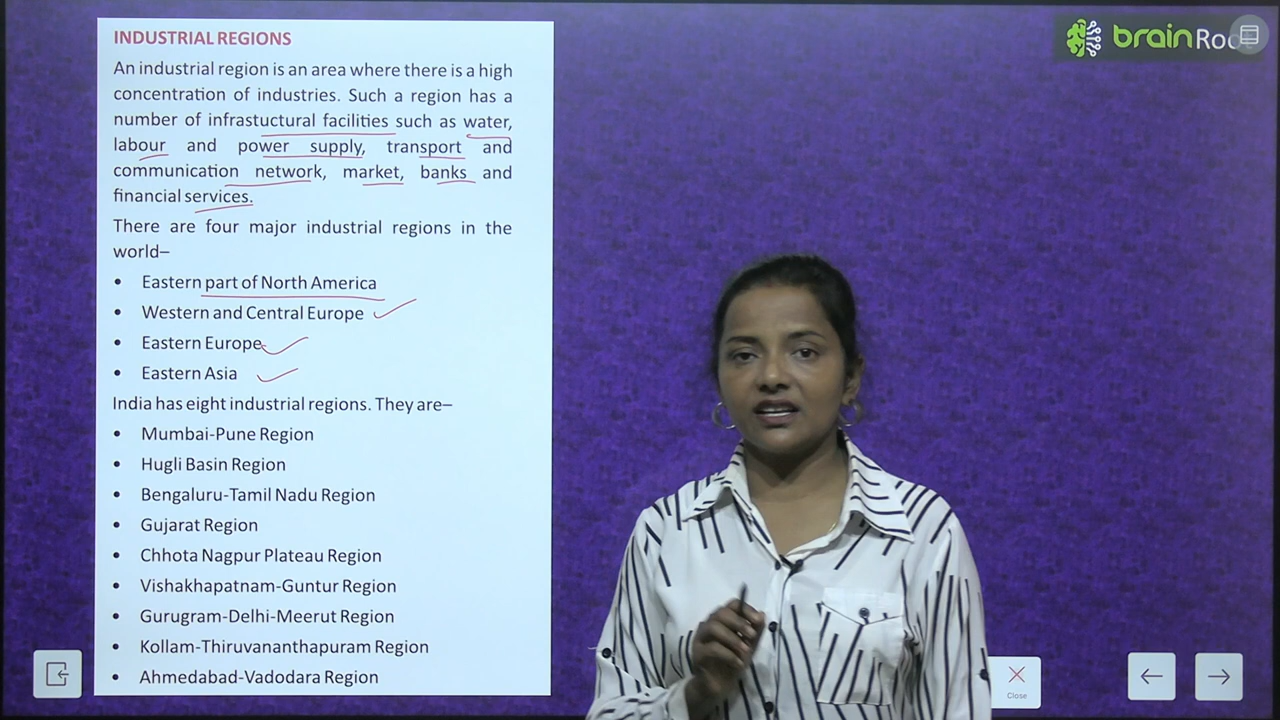 INDUSTRIAL REGIONS
An industrial region is an area where there is a high
concentration of industries. Such a region has a
number of infrastuctural facilities such as water,
labour and power supply, transport and
communication network, market, banks and
financial services.
There are four major industrial regions in the
world–
• Eastern part of North America
• Western and Central Europe
• Eastern Europe
• Eastern Asia
India has eight industrial regions. They are–
• Mumbai-Pune Region
• Hugli Basin Region
• Bengaluru-Tamil Nadu Region
• Gujarat Region
• Chhota Nagpur Plateau Region
• Vishakhapatnam-Guntur Region
• Gurugram-Delhi-Meerut Region
• Kollam-Thiruvananthapuram Region
• Ahmedabad-Vadodara Region
brain
Close